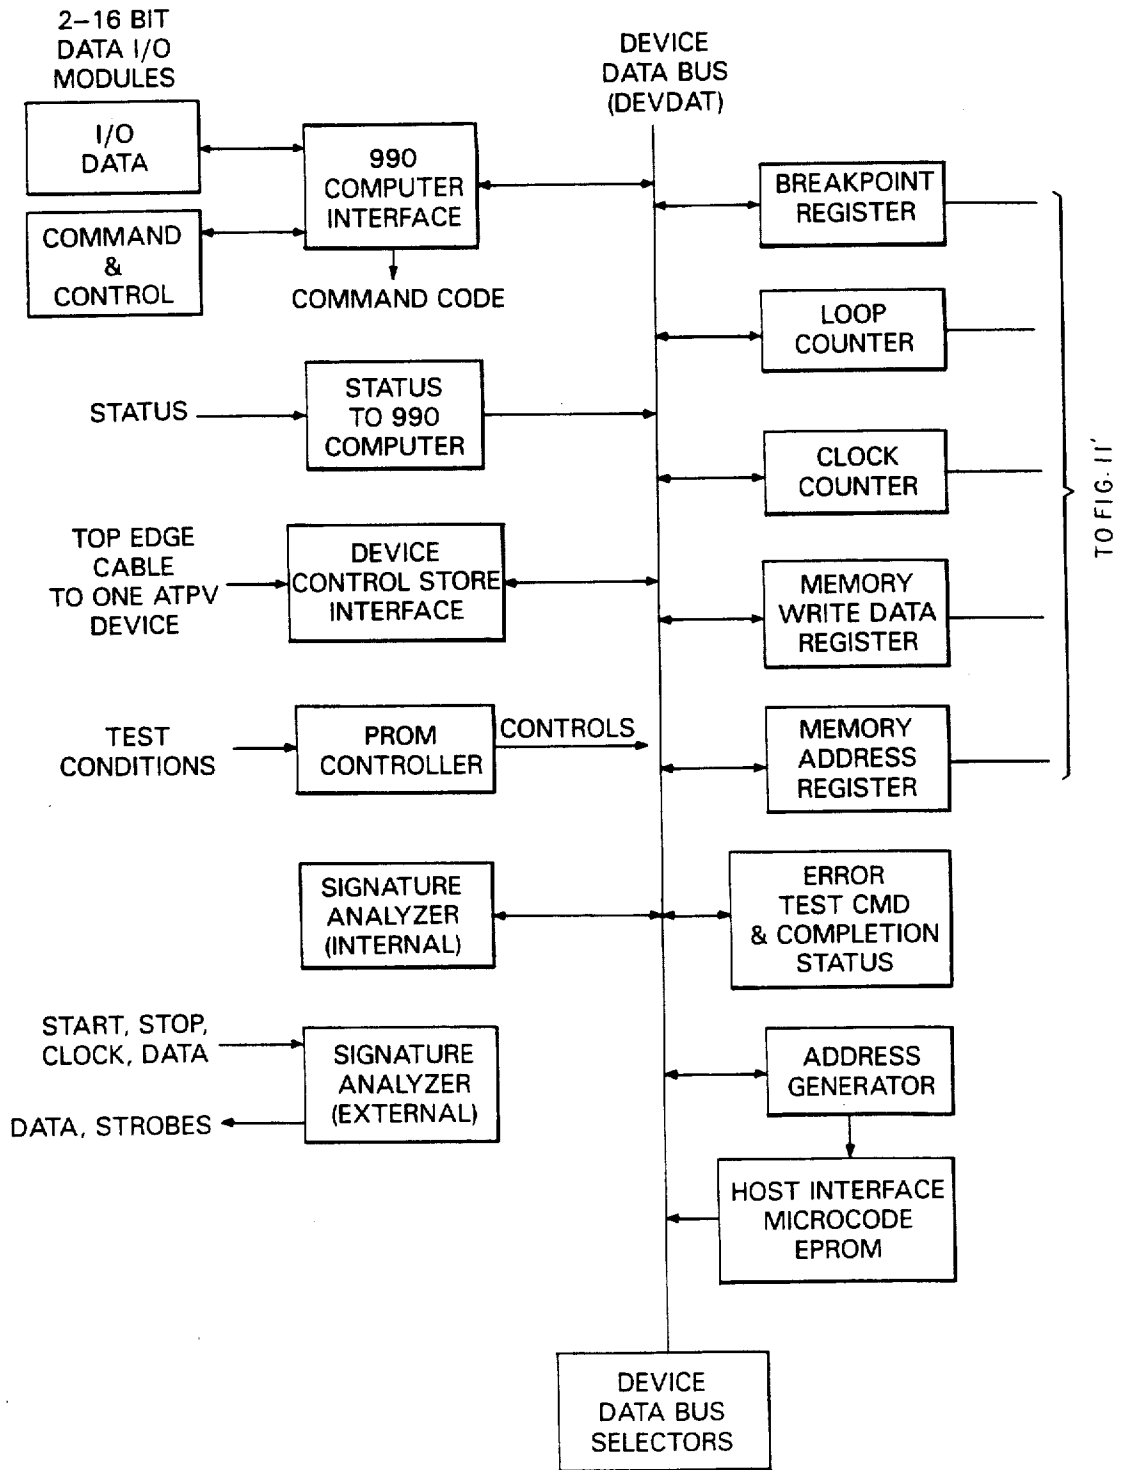 2–16 BIT
DATA I/O
MODULES
I/O
DATA
COMMAND
&
CONTROL
990
COMPUTER
INTERFACE
COMMAND CODE
DEVICE
DATA BUS
(DEVDAT)
BREAKPOINT
REGISTER
LOOP
COUNTER
STATUS
STATUS
TO 990
COMPUTER
CLOCK
COUNTER
TO FIG. 11'
TOP EDGE
CABLE
TO ONE ATPV
DEVICE
DEVICE
CONTROL STORE
INTERFACE
MEMORY
WRITE DATA
REGISTER
TEST
CONDITIONS
PROM
CONTROLLER
CONTROLS
MEMORY
ADDRESS
REGISTER
SIGNATURE
ANALYZER
(INTERNAL)
ERROR
TEST CMD
& COMPLETION
STATUS
START, STOP,
CLOCK, DATA
DATA, STROBES
SIGNATURE
ANALYZER
(EXTERNAL)
ADDRESS
GENERATOR
HOST INTERFACE
MICROCODE
EPROM
DEVICE
DATA BUS
SELECTORS